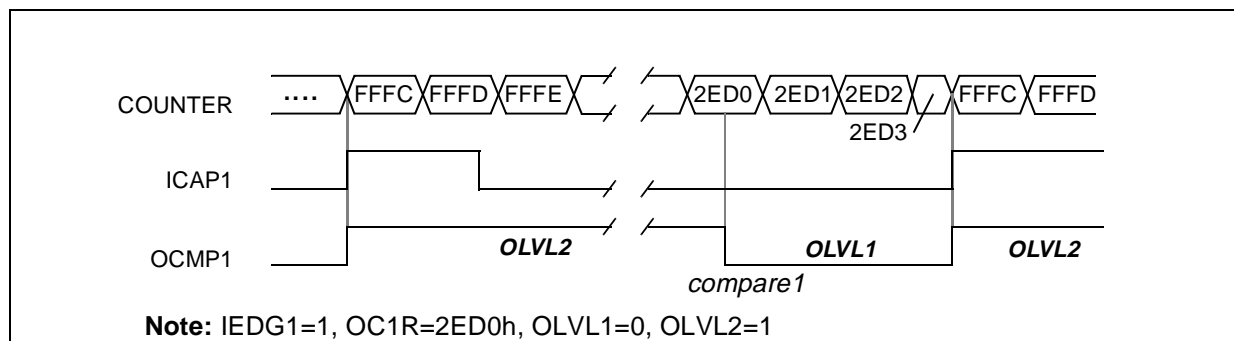 COUNTER .... FFFC FFFD FFFE 2ED0 2ED1 2ED2 FFFC FFFD
2ED3
ICAP1
OLVL2 OLVL1 OLVL2
OCMP1
compare1
Note: IEDG1=1, OC1R=2ED0h, OLVL1=0, OLVL2=1